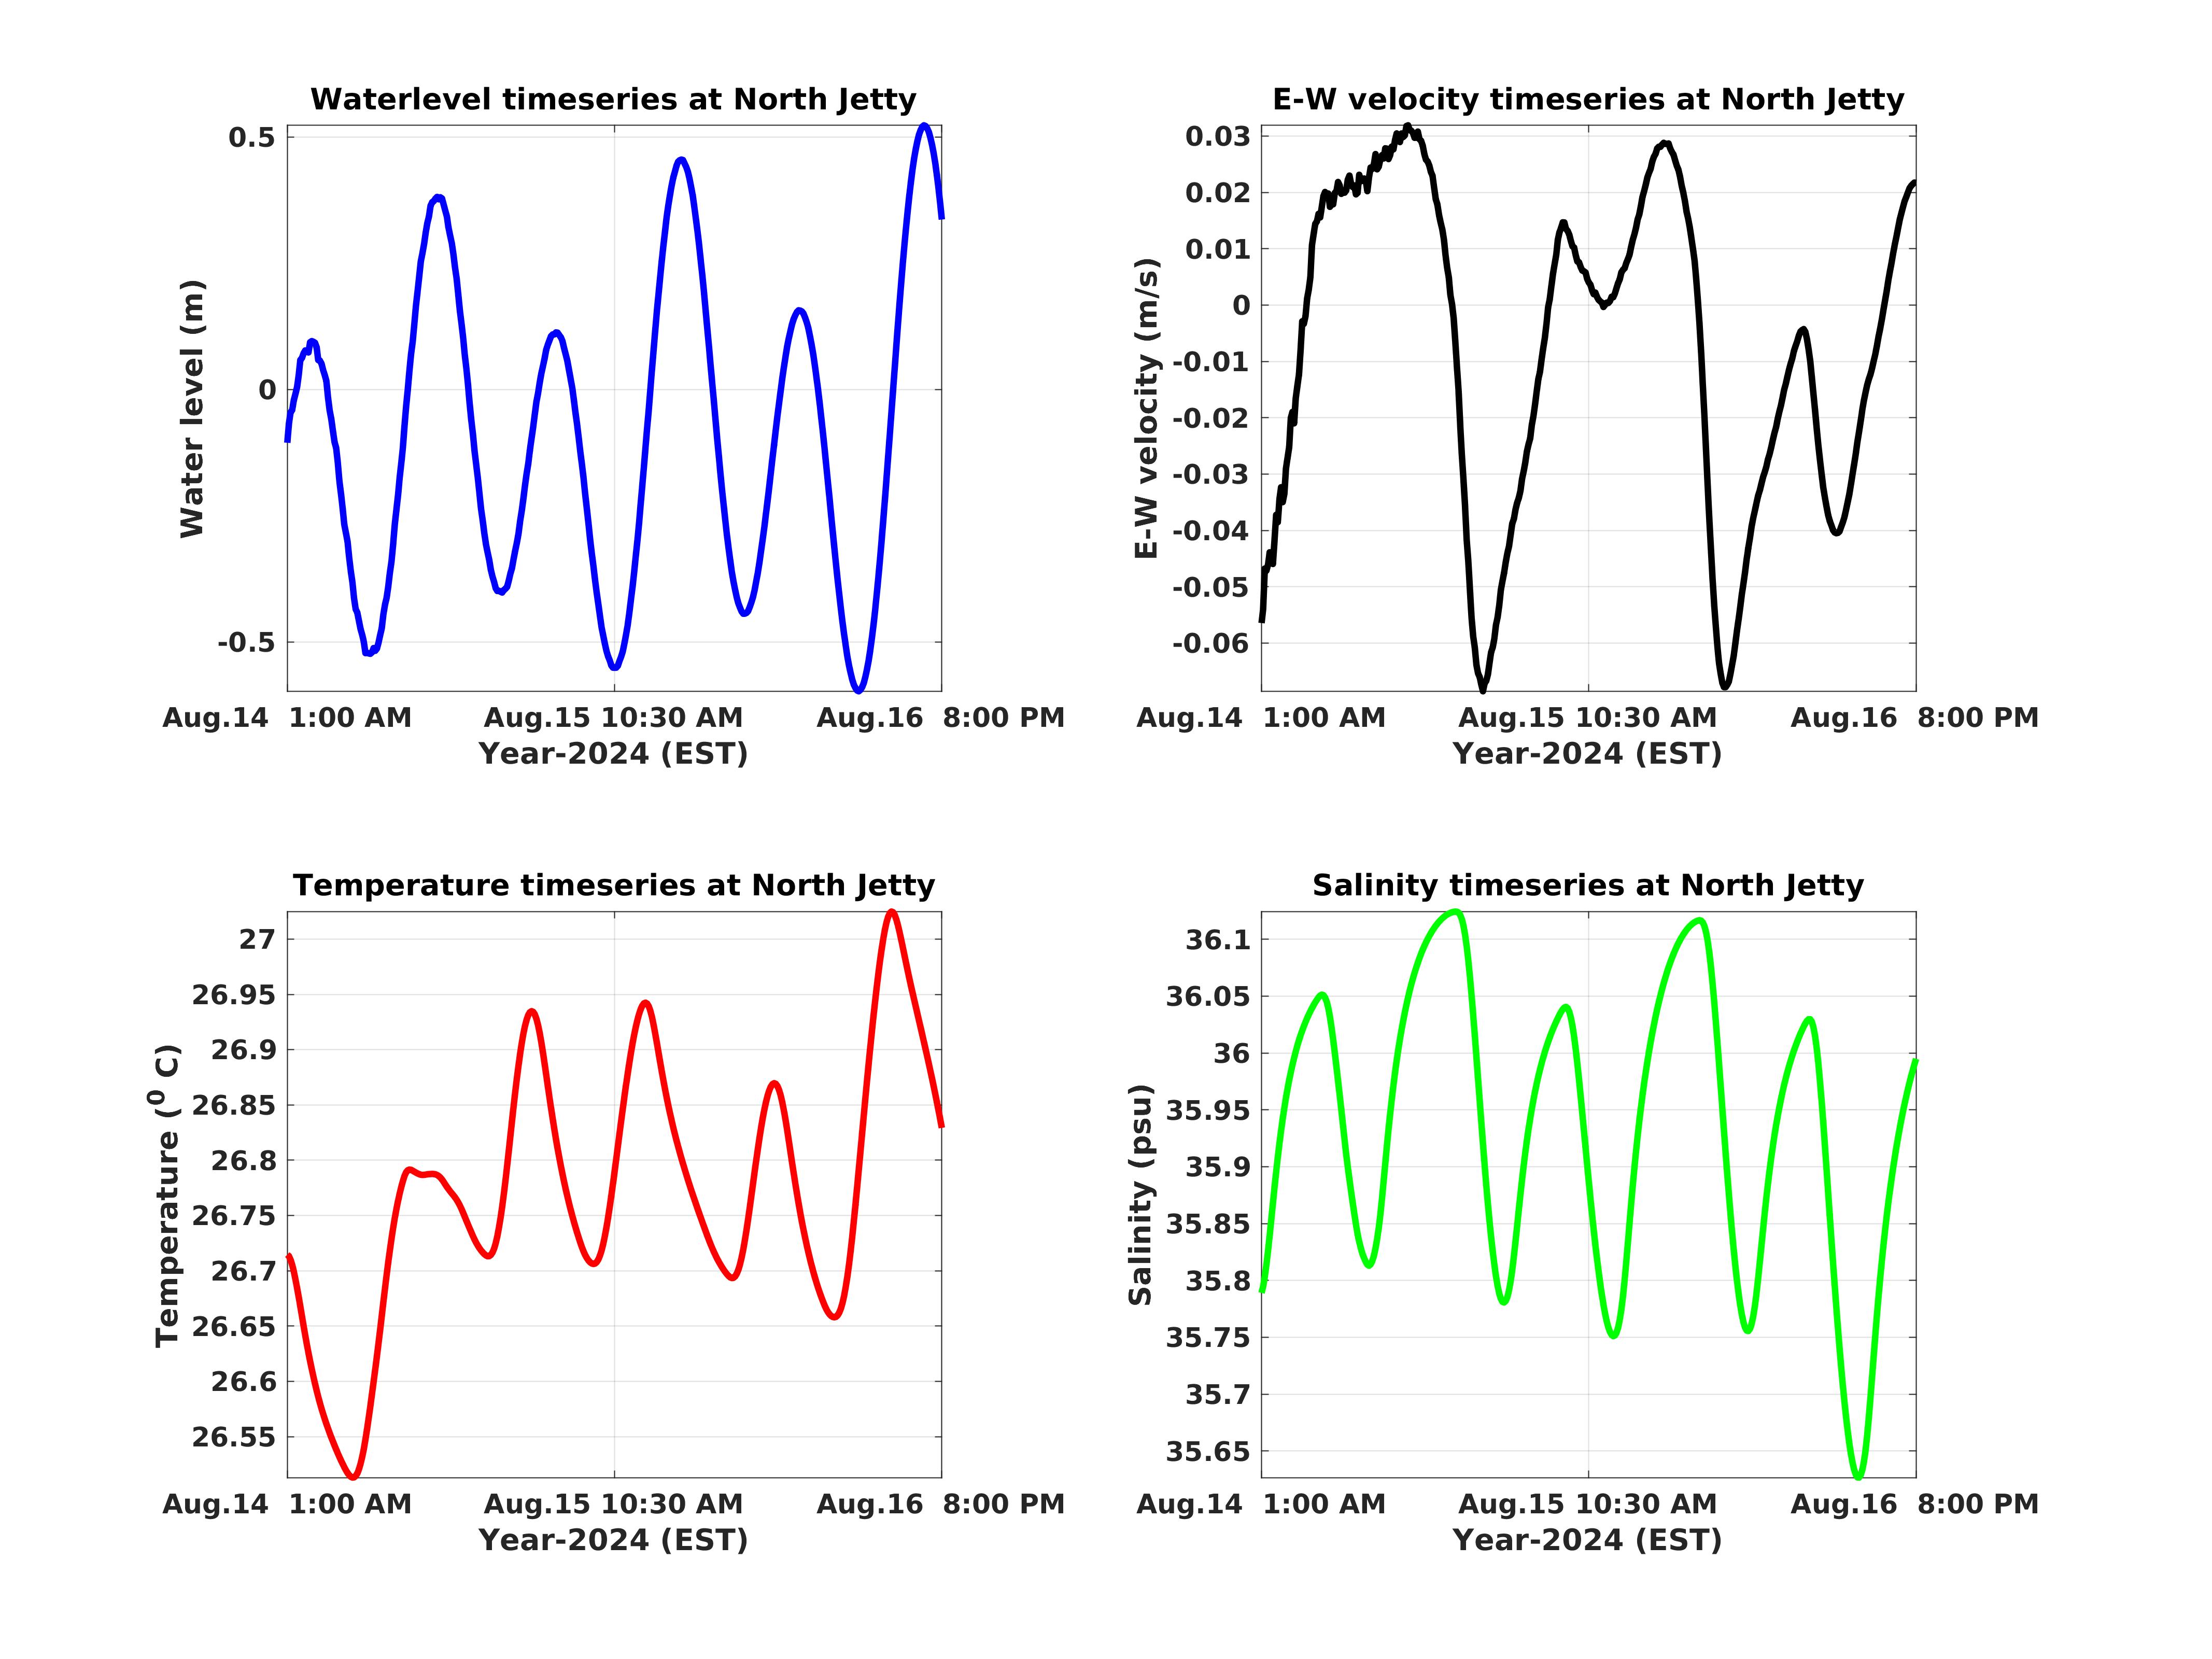 Waterlevel timeseries at North Jetty
0.5
0
-0.5
Water level (m)
Aug.14 1:00 AM
Aug.15 10:30 AM
Aug.16 8:00 PM
Year-2024 (EST)
E-W velocity timeseries at North Jetty
0.03
0.02
0.01
0
-0.01
-0.02
-0.03
-0.04
-0.05
-0.06
E-W velocity (m/s)
Aug.14 1:00 AM
Aug.15 10:30 AM
Aug.16 8:00 PM
Year-2024 (EST)
Temperature timeseries at North Jetty
27
26.95
26.9
26.85
26.8
26.75
26.7
26.65
26.6
26.55
Temperature (⁰ C)
Aug.14 1:00 AM
Aug.15 10:30 AM
Aug.16 8:00 PM
Year-2024 (EST)
Salinity timeseries at North Jetty
36.1
36.05
36
35.95
35.9
35.85
35.8
35.75
35.7
35.65
Salinity (psu)
Aug.14 1:00 AM
Aug.15 10:30 AM
Aug.16 8:00 PM
Year-2024 (EST)